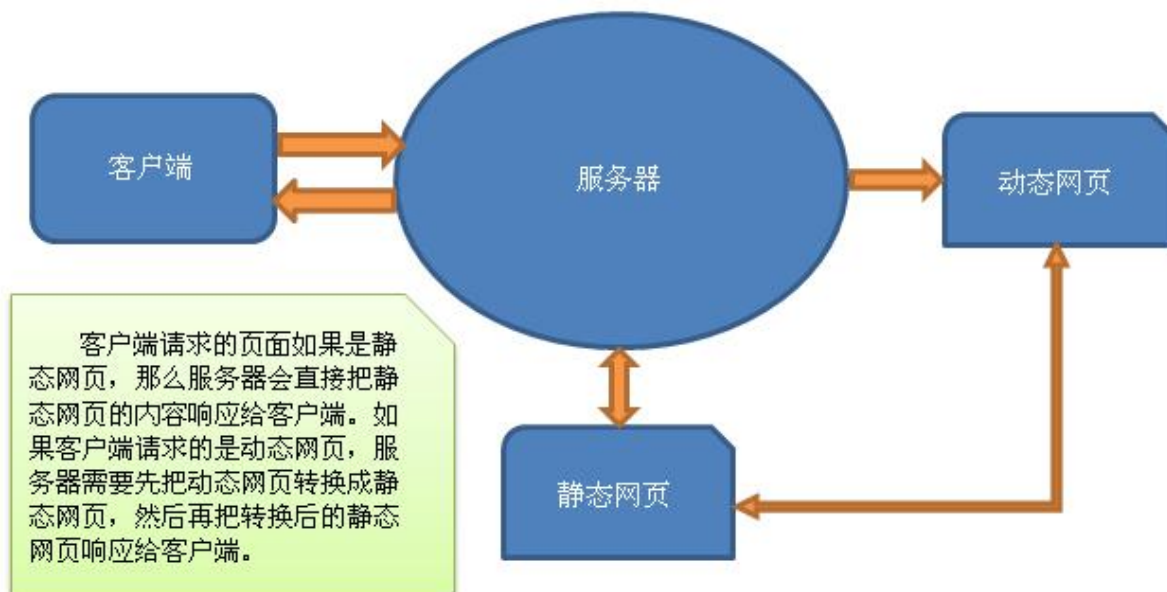 客户端
服务器
动态网页
静态网页
客户端请求的页面如果是静
态网页，那么服务器会直接把静
态网页的内容响应给客户端。如
果客户端请求的是动态网页，服
务器需要先把动态网页转换成静
态网页，然后再把转换后的静态
网页响应给客户端。